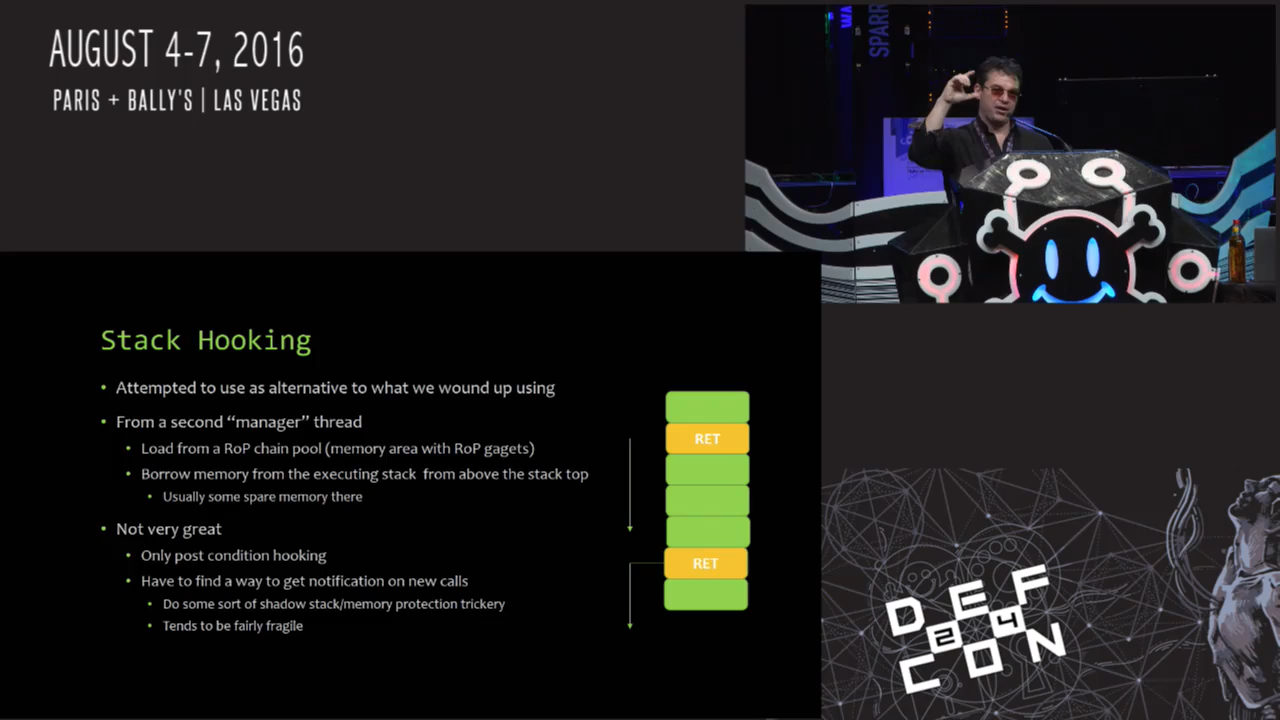 AUGUST 4-7, 2016
PARIS + BALLY'S | LAS VEGAS
SPARR
Stack Hooking
• Attempted to use as alternative to what we wound up using
• From a second “manager” thread
• Load from a RoP chain pool (memory area with RoP gagets)
• Borrow memory from the executing stack from above the stack top
• Usually some spare memory there
• Not very great
• Only post condition hooking
• Have to find a way to get notification on new calls
• Do some sort of shadow stack/memory protection trickery
• Tends to be fairly fragile
RET
RET
DEF
24
CON